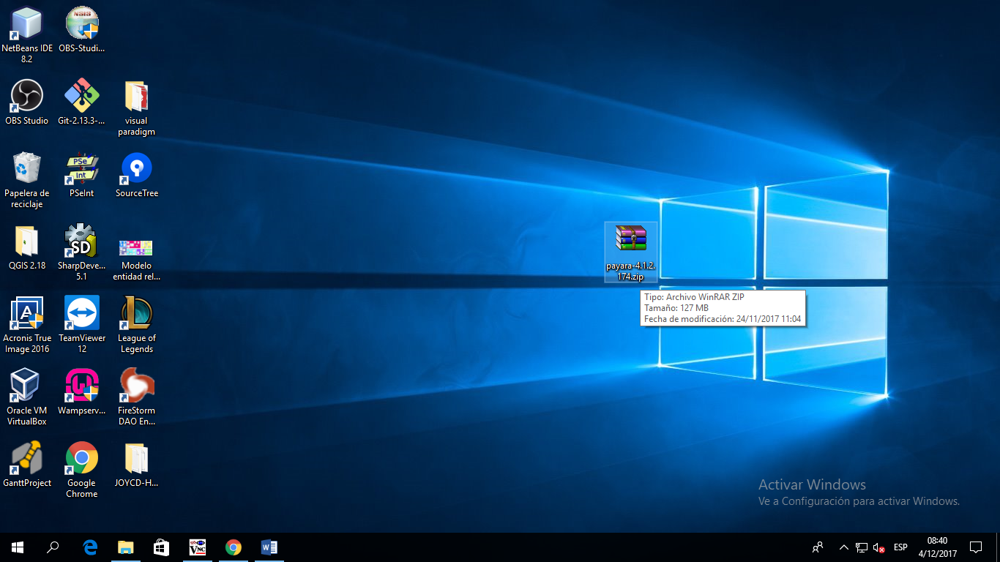 NetBeans IDE
8.2
OBS-Studi...
OBS Studio
Git-2.13.3-...
visual
paradigm
Papelera de
reciclaje
PSe
Int
PSeInt
SourceTree
QGIS 2.18
SD
SharpDeve...
5.1
Modelo
entidad rel...
A
Acronis True
Image 2016
TeamViewer
12
L
League of
Legends
Oracle VM
VirtualBox
Wampserv...
FireStorm
DAO En...
GanttProject
Google
Chrome
JOYCD-H...
payara-4.1.2.
174.zip
Tipo: Archivo WinRAR ZIP
Tamaño: 127 MB
Fecha de modificación: 24/11/2017 11:04
Activar Windows
Ve a Configuración para activar Windows.
VNC
ESP
08:40
4/12/2017